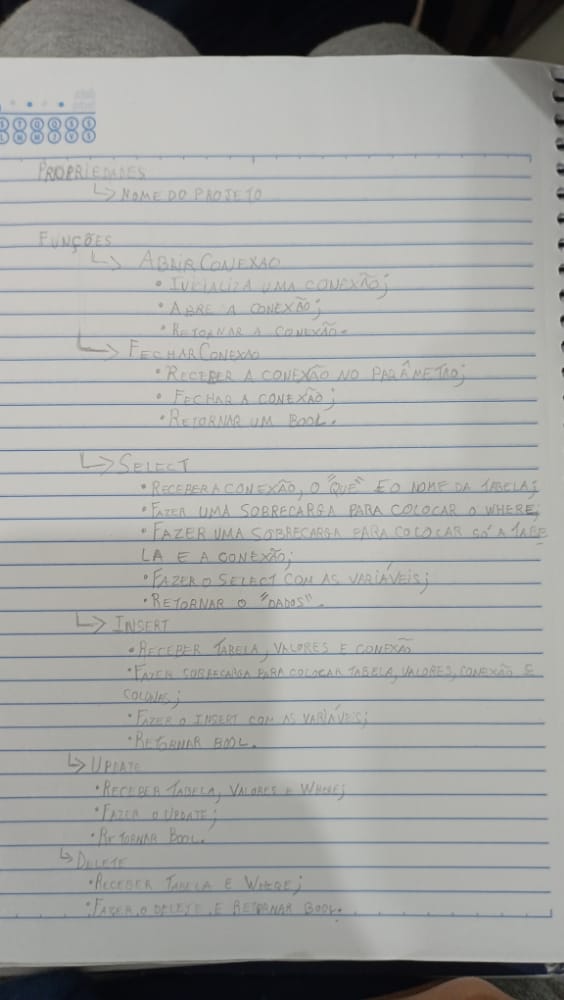 PROPRIEDADES
↳ NOME DO PROJETO
FUNÇÕES
↳ ABRIRCONEXAO
• INICIALIZA UMA CONEXÃO;
• ABRE A CONEXÃO;
• RETORNAR A CONEXÃO.
↳ FECHARCONEXAO
• RECEBER A CONEXÃO NO PARÂMETRO;
• FECHAR A CONEXÃO;
• RETORNAR UM BOOL.
↳ SELECT
• RECEBER A CONEXÃO, O "QUE" E O NOME DA TABELA;
• FAZER UMA SOBRECARGA PARA COLOCAR O WHERE;
• FAZER UMA SOBRECARGA PARA COLOCAR SÓ A TABE
LA E A CONEXÃO;
• FAZER O SELECT COM AS VARIÁVEIS;
• RETORNAR O "DADOS".
↳ INSERT
• RECEBER TABELA, VALORES E CONEXÃO
• FAZER SOBRECARGA PARA COLOCAR TABELA, VALORES, CONEXÃO E
COLUNAS;
• FAZER O INSERT COM AS VARIÁVEIS;
• RETORNAR BOOL.
↳ UPDATE
• RECEBER TABELA, VALORES E WHERE;
• FAZER O UPDATE;
• RETORNAR BOOL.
↳ DELETE
• RECEBER TABELA E WHERE;
• FAZER O DELETE E RETORNAR BOOL.